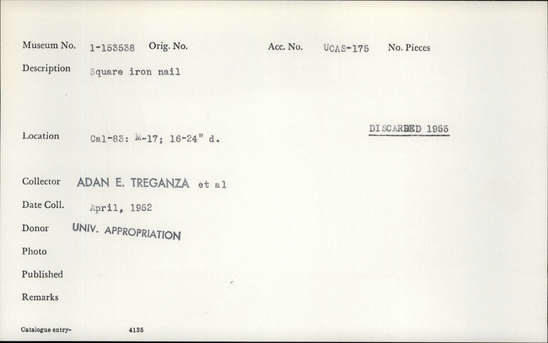 Museum No. 1-153538 Orig. No. Acc. No. UCAS-175 No. Pieces
Description Square iron nail
DISCARDED 1955
Location Cal-83: M-17; 16-24" d.
Collector ADAN E. TREGANZA et al
Date Coll. April, 1952
Donor UNIV. APPROPRIATION
Photo
Published
Remarks
Catalogue entry- 4135